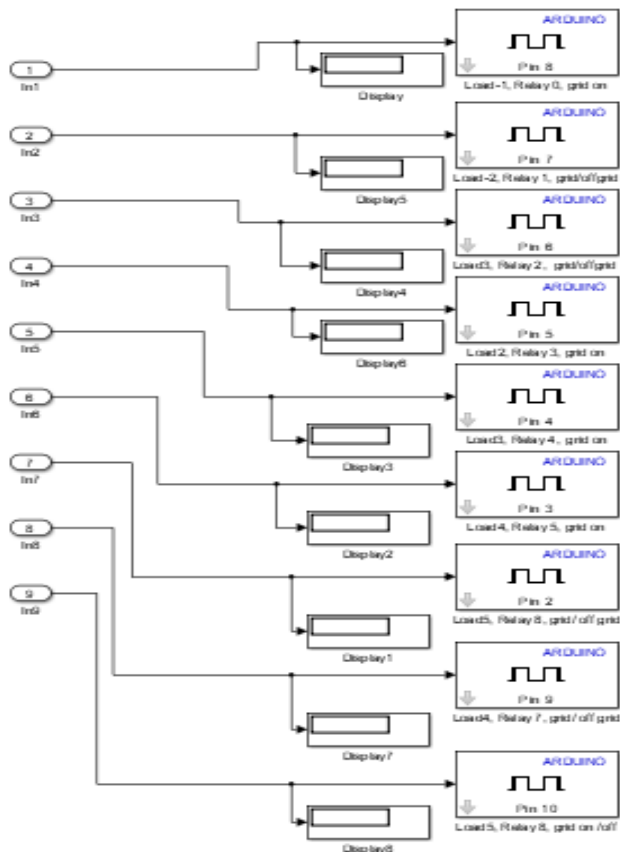 ARDUINO
Pin 8
Load-1, Relay 0, grid on
1
In1
Display
ARDUINO
Pin 7
Load-2, Relay 1, grid/offgrid
2
In2
Display5
ARDUINO
Pin 6
Load3, Relay 2, grid/offgrid
3
In3
Display4
ARDUINO
Pin 5
Load2, Relay 3, grid on
4
In4
Display6
ARDUINO
Pin 4
Load3, Relay 4, grid on
5
In5
Display3
ARDUINO
Pin 3
Load4, Relay 5, grid on
6
In6
Display2
ARDUINO
Pin 2
Load5, Relay 8, grid / off grid
7
In7
Display1
ARDUINO
Pin 9
Load4, Relay 7, grid / off grid
8
In8
Display7
ARDUINO
Pin 10
Load5, Relay 8, grid on /off
9
In9
Display8